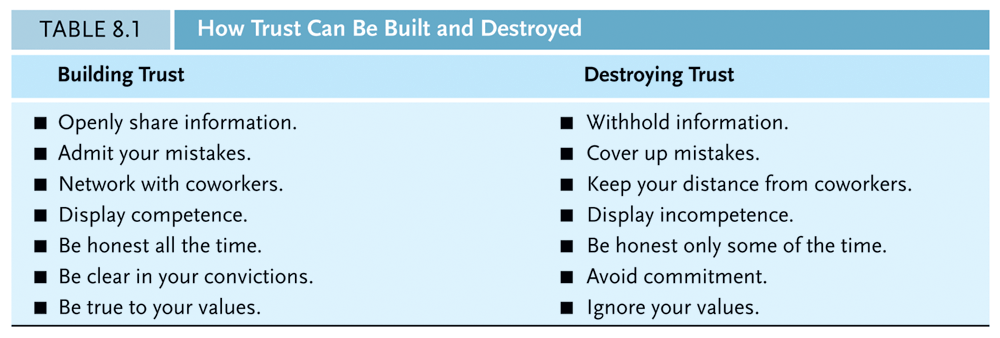 TABLE 8.1 How Trust Can Be Built and Destroyed
Building Trust Destroying Trust
■ Openly share information. ■ Withhold information.
■ Admit your mistakes. ■ Cover up mistakes.
■ Network with coworkers. ■ Keep your distance from coworkers.
■ Display competence. ■ Display incompetence.
■ Be honest all the time. ■ Be honest only some of the time.
■ Be clear in your convictions. ■ Avoid commitment.
■ Be true to your values. ■ Ignore your values.